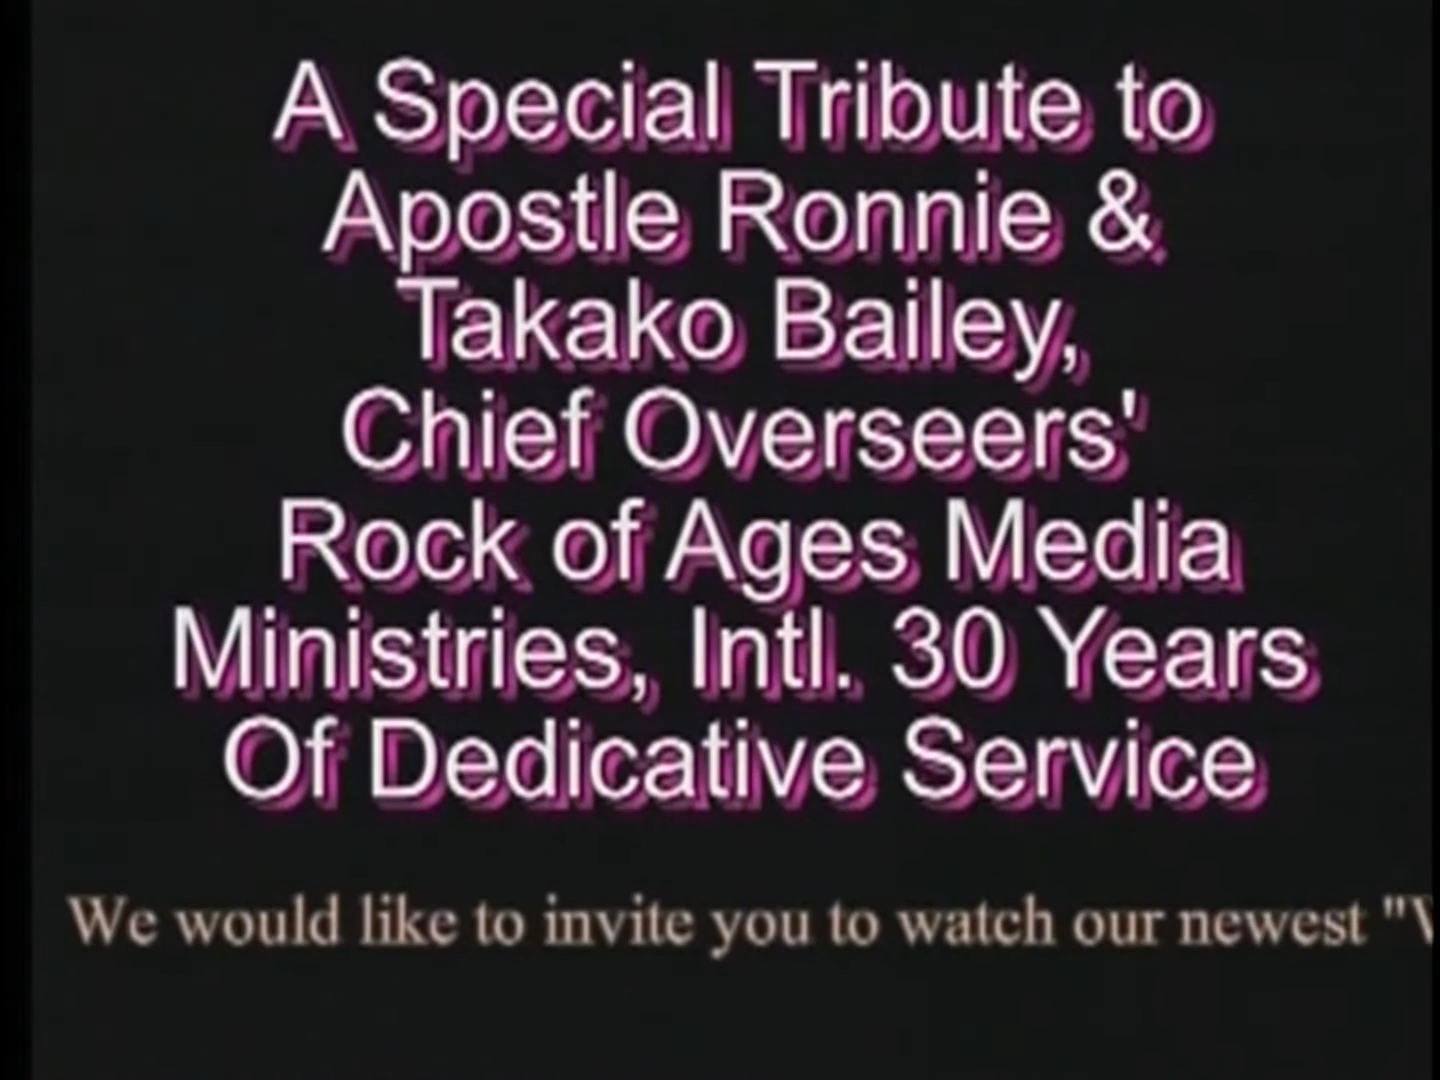 A Special Tribute to
Apostle Ronnie &
Takako Bailey,
Chief Overseers'
Rock of Ages Media
Ministries, Intl. 30 Years
Of Dedicative Service
We would like to invite you to watch our newest "